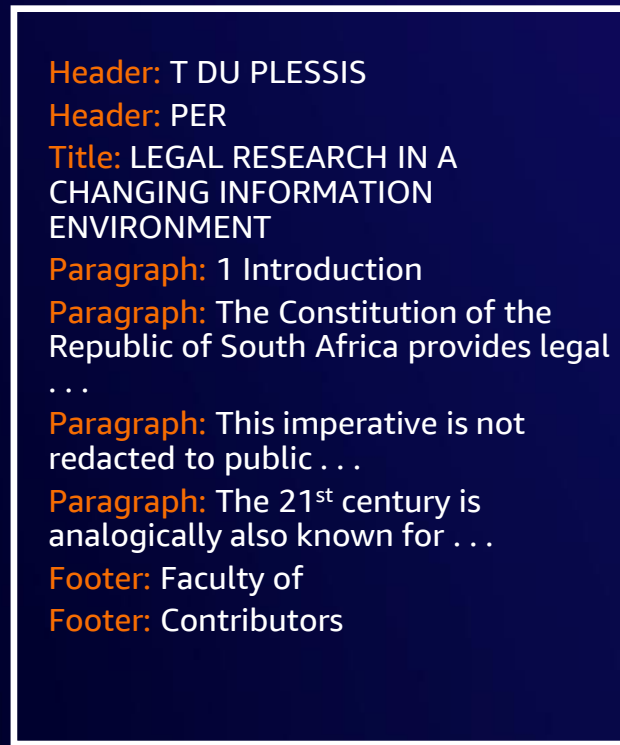 Header: T DU PLESSIS
Header: PER
Title: LEGAL RESEARCH IN A
CHANGING INFORMATION
ENVIRONMENT
Paragraph: 1 Introduction
Paragraph: The Constitution of the
Republic of South Africa provides legal
. . .
Paragraph: This imperative is not
redacted to public . . .
Paragraph: The 21st century is
analogically also known for . . .
Footer: Faculty of
Footer: Contributors